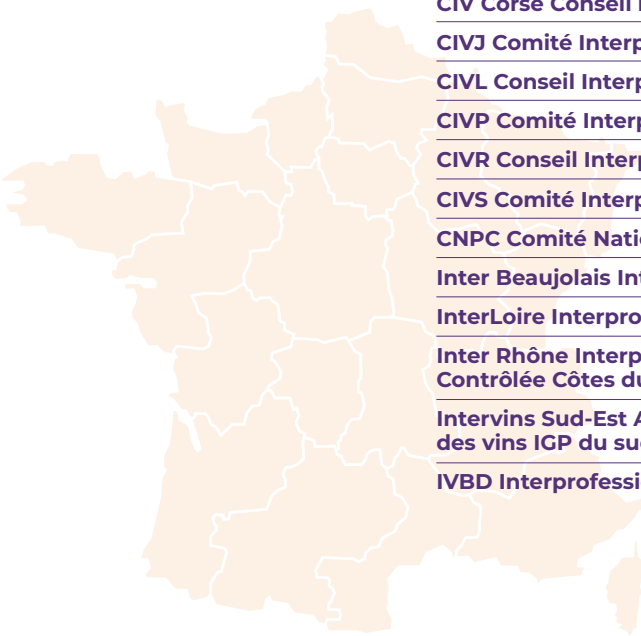 CIV Corse Conseil
CIVJ Comité Interp
CIVL Conseil Interp
CIVP Comité Interp
CIVR Conseil Interp
CIVS Comité Interp
CNPC Comité Nati
Inter Beaujolais Int
InterLoire Interpro
Inter Rhône Interp
Contrôlée Côtes du
Intervins Sud-Est A
des vins IGP du su
IVBD Interprofessi